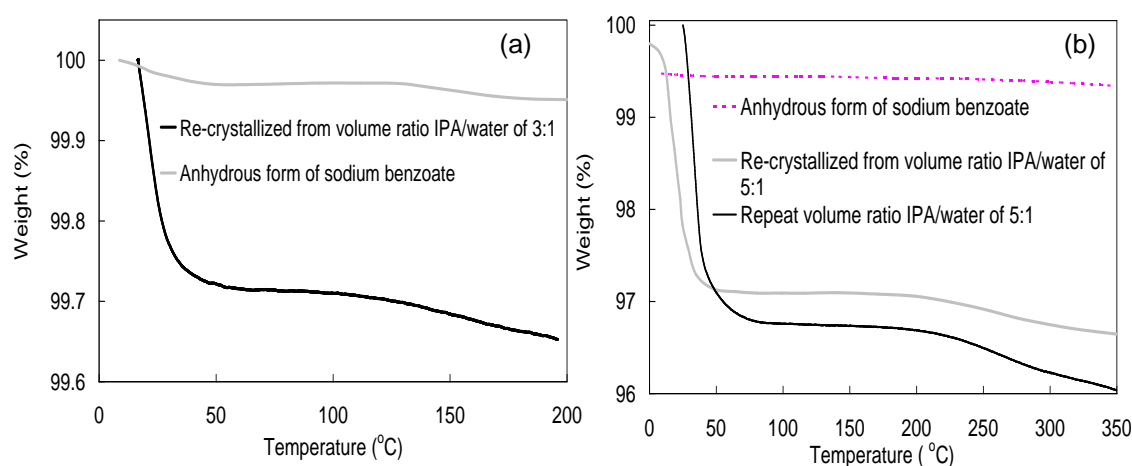 (a)
100
99.9
99.8
99.7
99.6
Weight (%)
Re-crystallized from volume ratio IPA/water of 3:1
Anhydrous form of sodium benzoate
0
50
100
150
200
Temperature (°C)
(b)
100
99
98
97
96
Weight (%)
Anhydrous form of sodium benzoate
Re-crystallized from volume ratio IPA/water of
5:1
Repeat volume ratio IPA/water of 5:1
0
50
100
150
200
250
300
350
Temperature ( °C)